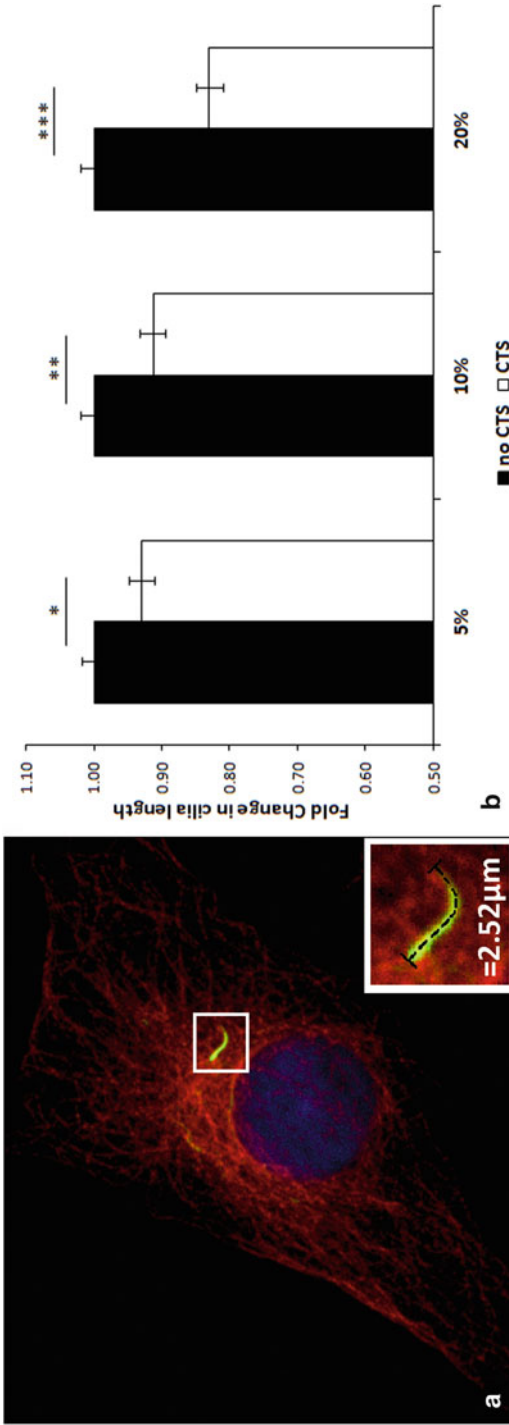 =2.52µm
a
Fold Change in cilia length
1.10
1.00
0.90
0.80
0.70
0.60
0.50
* ** ***
5% 10% 20%
no CTS CTS
b